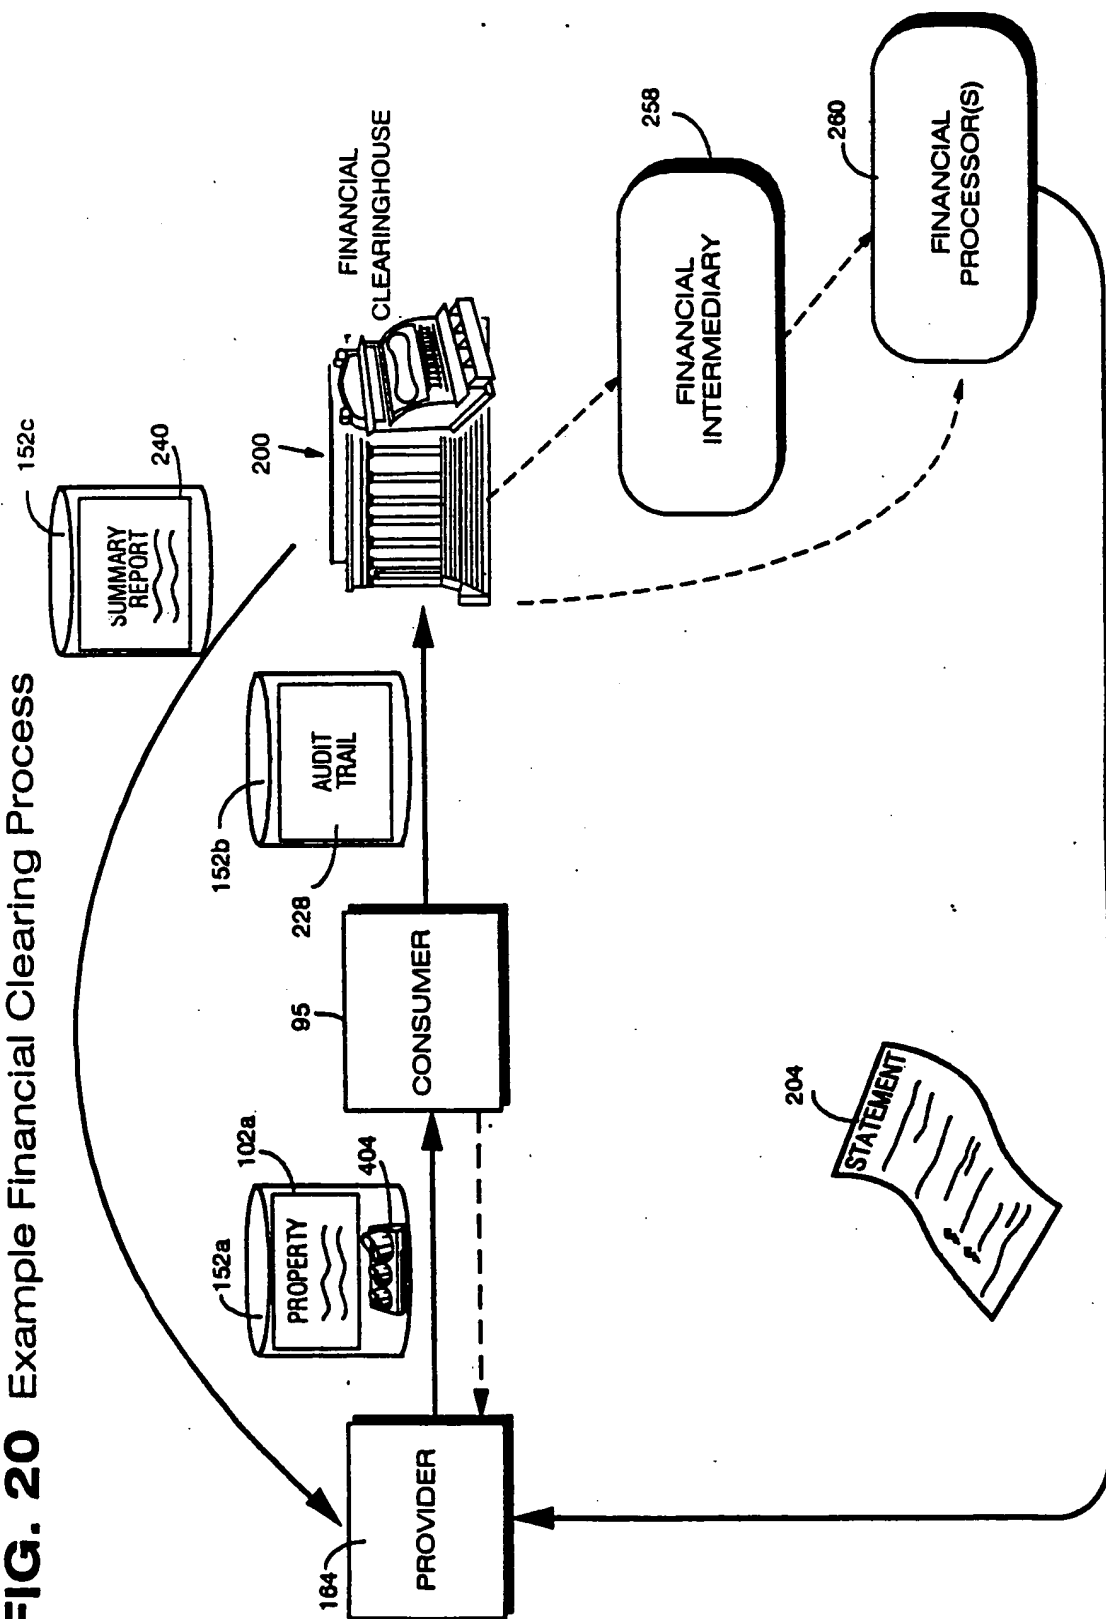 FIG. 20 Example Financial Clearing Process
152c
SUMMARY
REPORT
240
152a
PROPERTY
102a
404
152b
AUDIT
TRAIL
228
200
FINANCIAL
CLEARINGHOUSE
164
PROVIDER
95
CONSUMER
FINANCIAL
INTERMEDIARY
258
FINANCIAL
PROCESSOR(S)
260
STATEMENT
$
$
204